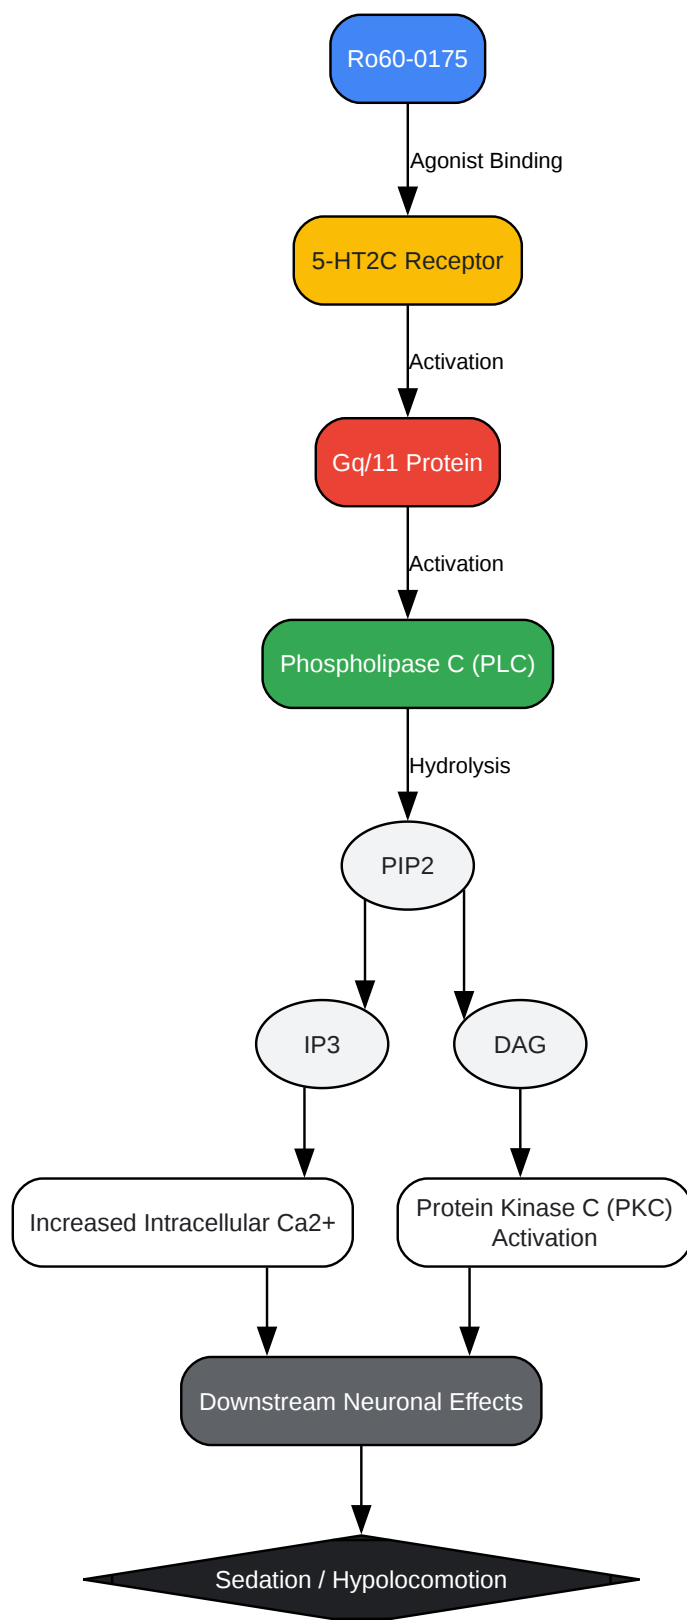 Ro60-0175
Agonist Binding
5-HT2C Receptor
Activation
Gq/11 Protein
Activation
Phospholipase C (PLC)
Hydrolysis
PIP2
IP3
DAG
Increased Intracellular Ca2+
Protein Kinase C (PKC)
Activation
Downstream Neuronal Effects
Sedation / Hypolocomotion